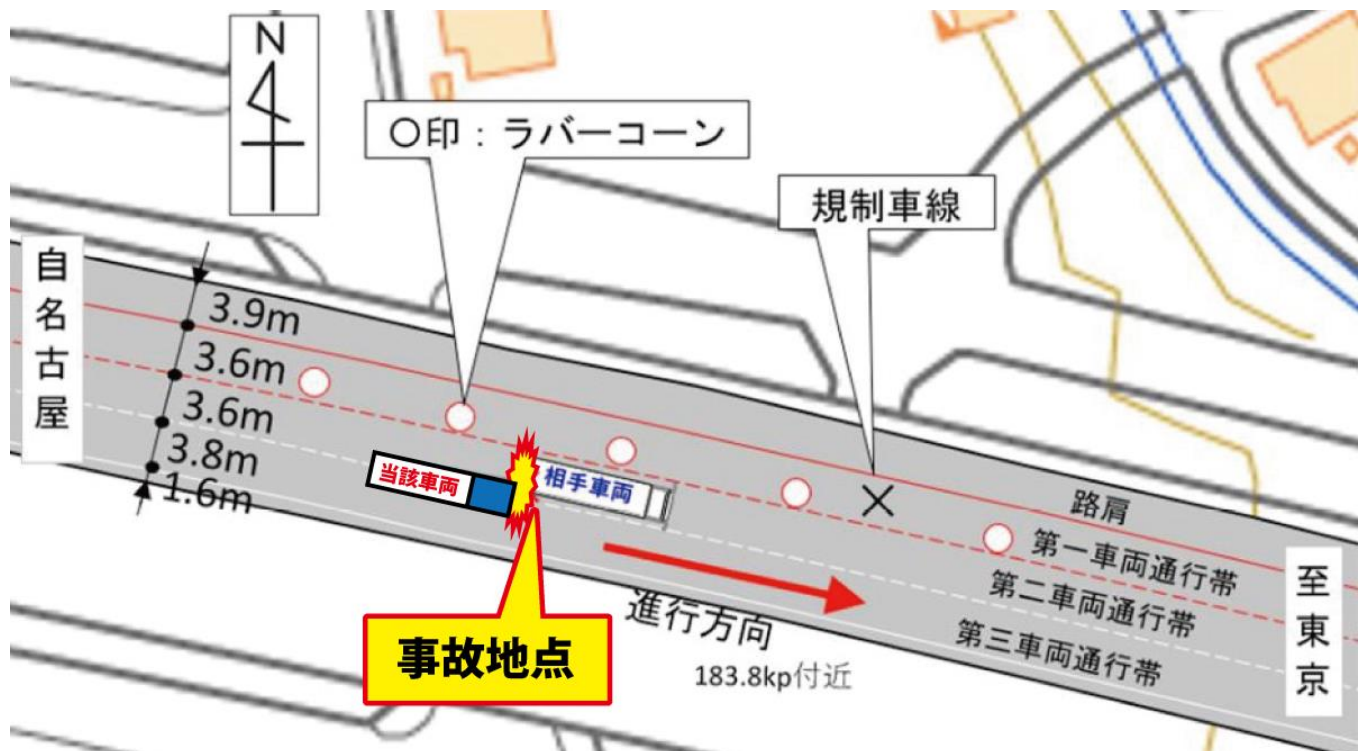 N
〇印：ラバーコーン
規制車線
自名古屋
3.9m
3.6m
3.6m
3.8m
1.6m
当該車両
相手車両
路肩
第一車両通行帯
第二車両通行帯
第三車両通行帯
至東京
進行方向
事故地点
183.8kp付近